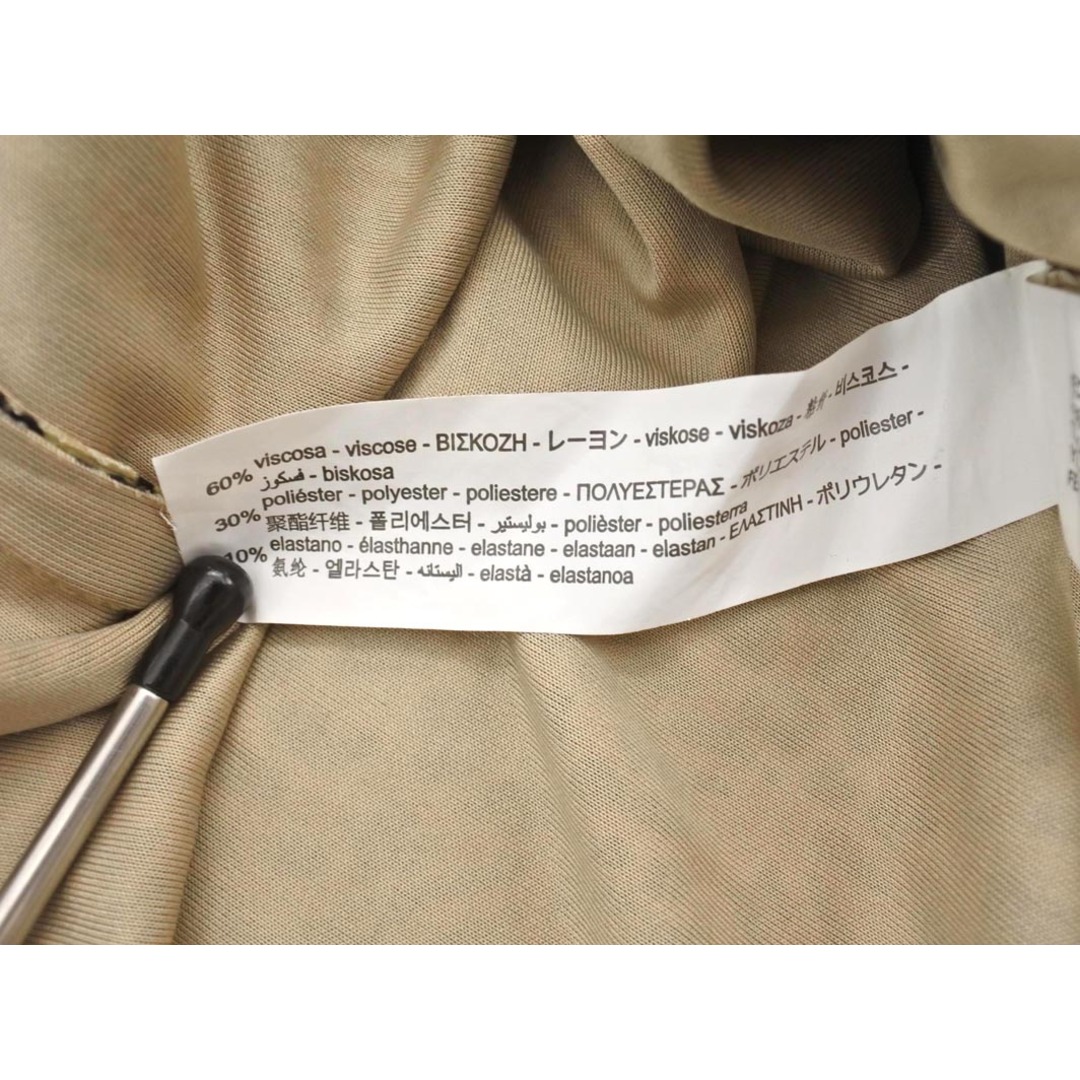 60% viscosa - viscose - ΒΙΣΚΟΖΗ - レーヨン - viskose - viskoza - 粘纤 - 비스코스 -
فسكوز - biskosa
30% poliéster - polyester - poliestere - ΠΟΛΥΕΣΤΕΡΑΣ - ポリエステル - poliester -
聚酯纤维 - 폴리에스터 - بوليستير - polièster - poliesterra
10% elastano - élasthanne - elastane - elastaan - elastan - ΕΛΑΣΤΙΝΗ - ポリウレタン -
氨纶 - 엘라스탄 - اليستانه - elastà - elastanoa